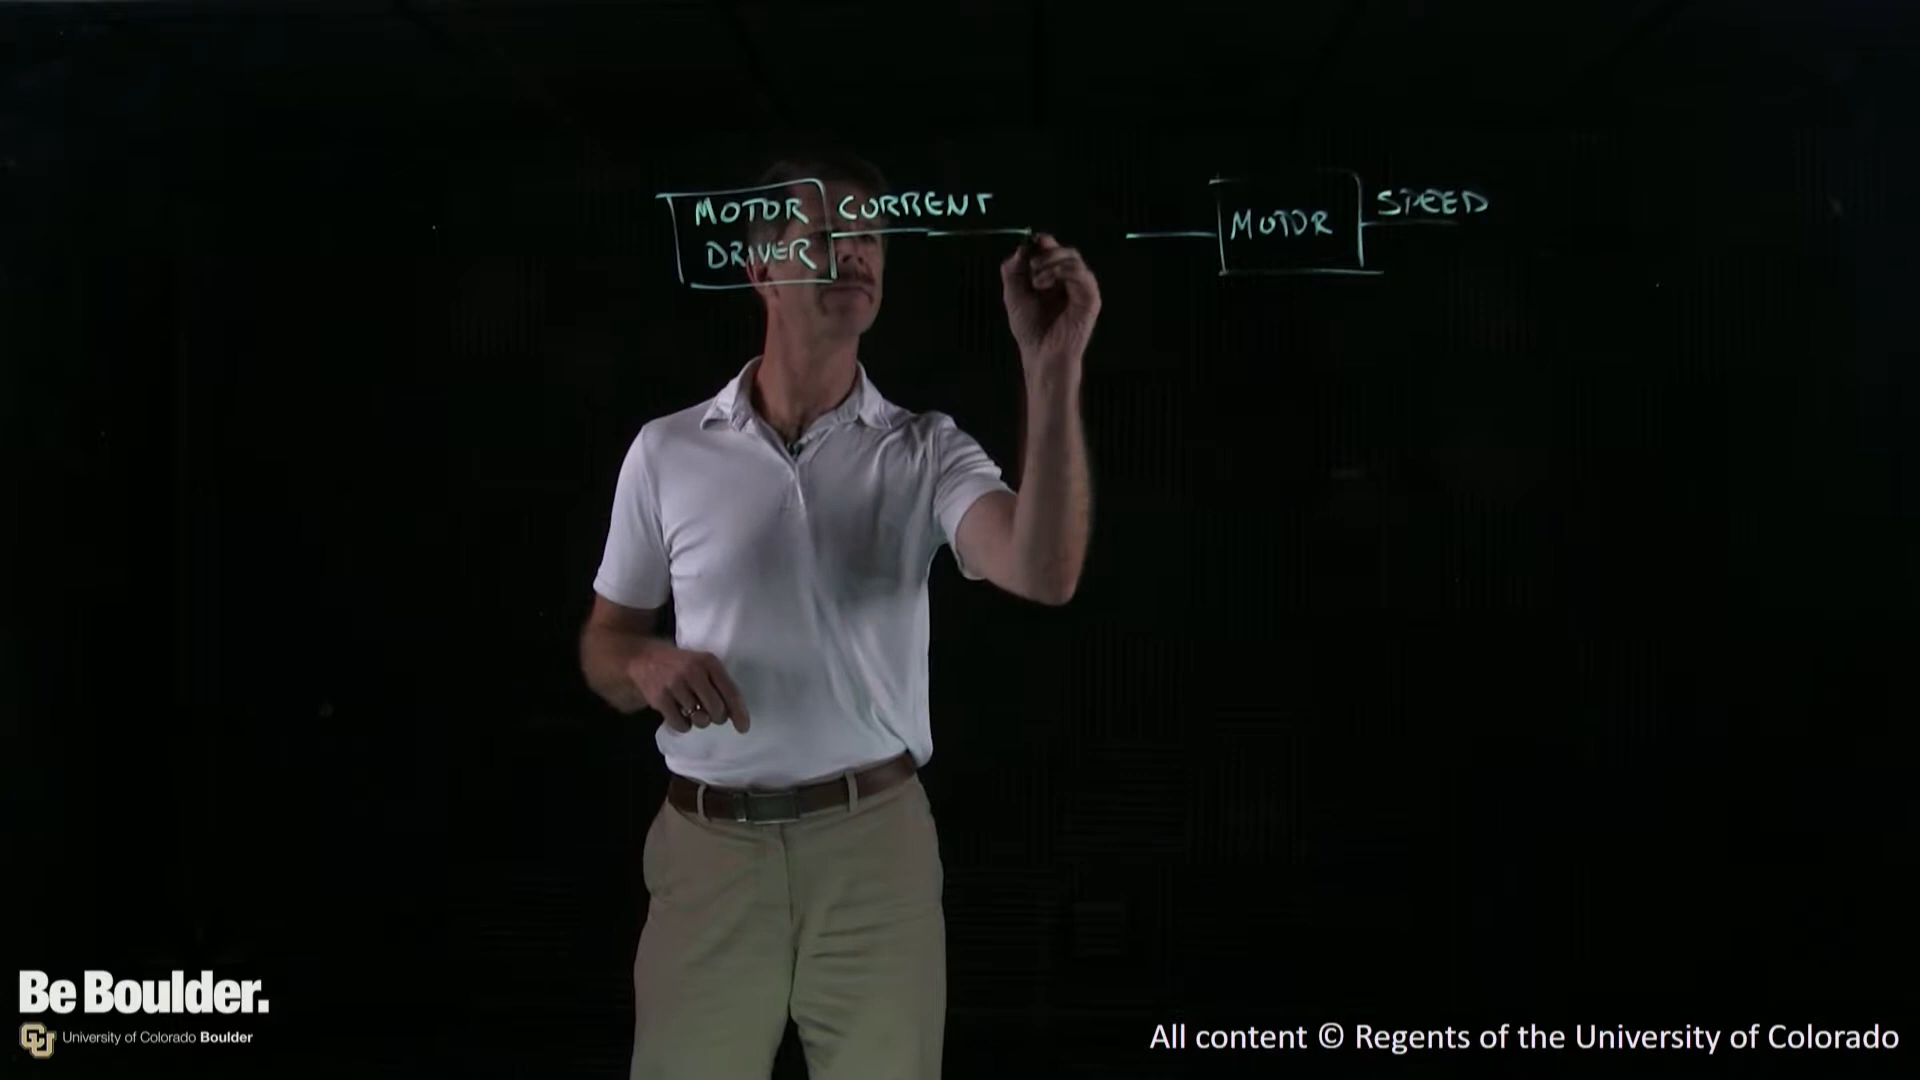 MOTOR
DRIVER
CURRENT
MOTOR
SPEED
Be Boulder.
CU
University of Colorado Boulder
All content © Regents of the University of Colorado